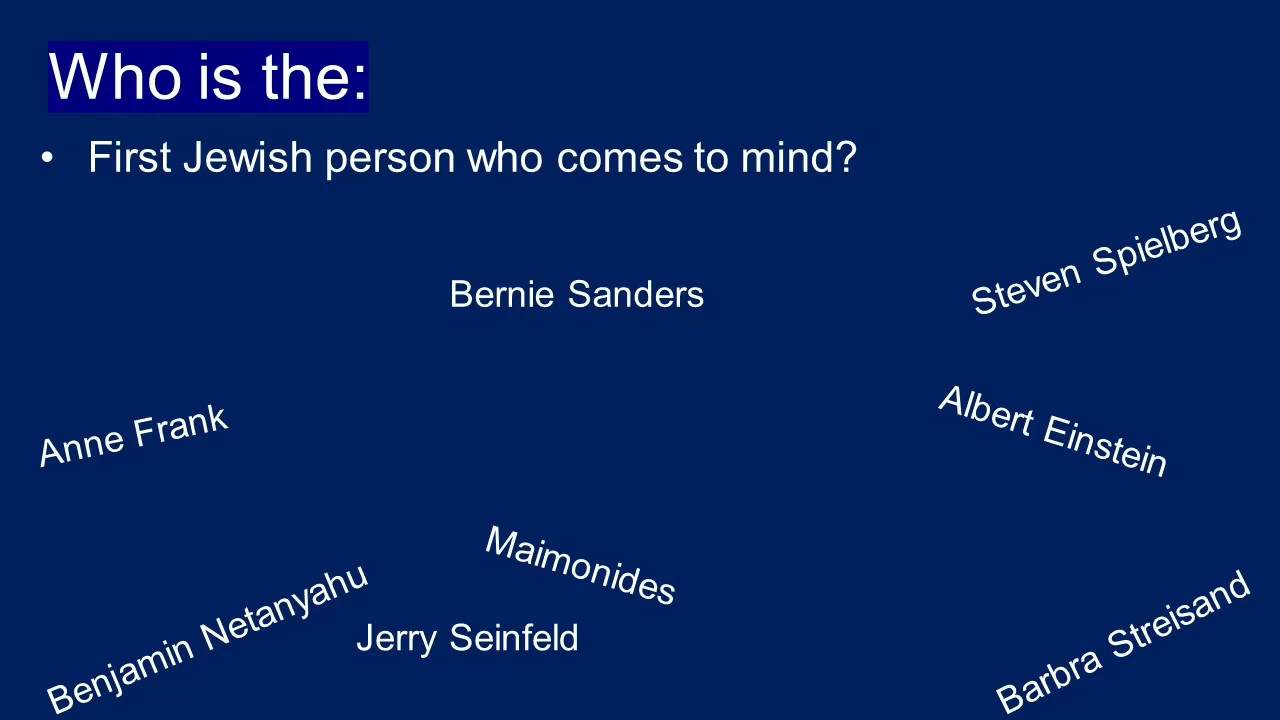 Who is the:
• First Jewish person who comes to mind?
Steven Spielberg
Bernie Sanders
Albert Einstein
Anne Frank
Maimonides
Benjamin Netanyahu
Jerry Seinfeld
Barbra Streisand